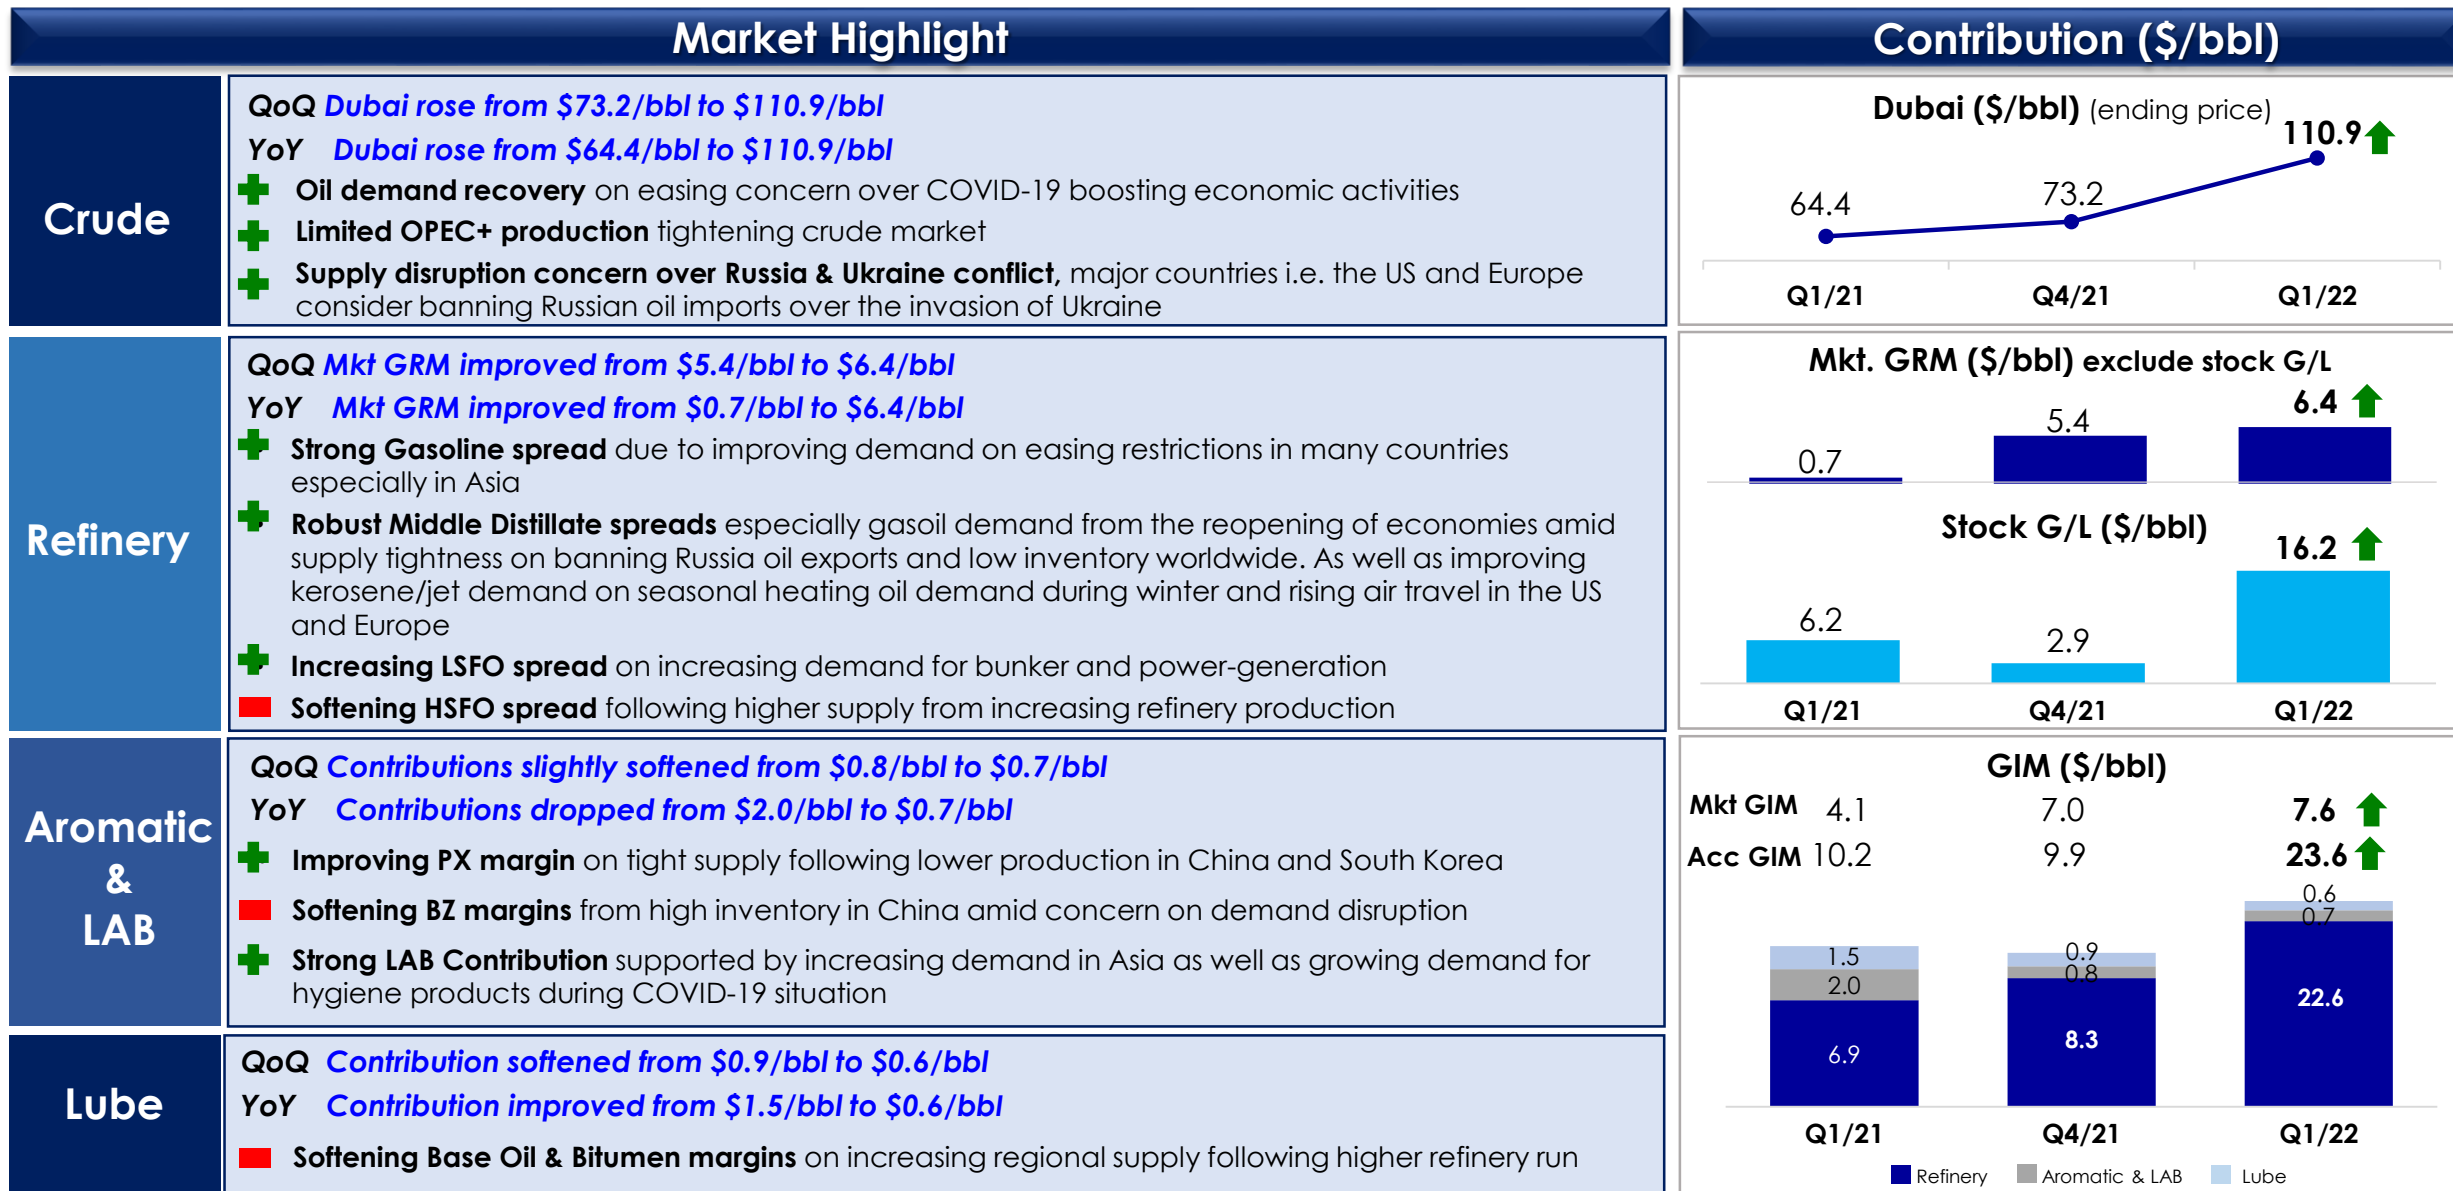 Market Highlight
Contribution ($/bbl)
Crude
QoQ Dubai rose from $73.2/bbl to $110.9/bbl
YoY Dubai rose from $64.4/bbl to $110.9/bbl
Oil demand recovery on easing concern over COVID-19 boosting economic activities
Limited OPEC+ production tightening crude market
Supply disruption concern over Russia & Ukraine conflict, major countries i.e. the US and Europe
consider banning Russian oil imports over the invasion of Ukraine
Dubai ($/bbl) (ending price)
110.9
64.4
73.2
Q1/21 Q4/21 Q1/22
Refinery
QoQ Mkt GRM improved from $5.4/bbl to $6.4/bbl
YoY Mkt GRM improved from $0.7/bbl to $6.4/bbl
Strong Gasoline spread due to improving demand on easing restrictions in many countries
especially in Asia
Robust Middle Distillate spreads especially gasoil demand from the reopening of economies amid
supply tightness on banning Russia oil exports and low inventory worldwide. As well as improving
kerosene/jet demand on seasonal heating oil demand during winter and rising air travel in the US
and Europe
Increasing LSFO spread on increasing demand for bunker and power-generation
Softening HSFO spread following higher supply from increasing refinery production
Mkt. GRM ($/bbl) exclude stock G/L
0.7 5.4 6.4
Stock G/L ($/bbl)
6.2 2.9 16.2
Q1/21 Q4/21 Q1/22
Aromatic
&
LAB
QoQ Contributions slightly softened from $0.8/bbl to $0.7/bbl
YoY Contributions dropped from $2.0/bbl to $0.7/bbl
Improving PX margin on tight supply following lower production in China and South Korea
Softening BZ margins from high inventory in China amid concern on demand disruption
Strong LAB Contribution supported by increasing demand in Asia as well as growing demand for
hygiene products during COVID-19 situation
Lube
QoQ Contribution softened from $0.9/bbl to $0.6/bbl
YoY Contribution improved from $1.5/bbl to $0.6/bbl
Softening Base Oil & Bitumen margins on increasing regional supply following higher refinery run
GIM ($/bbl)
Mkt GIM 4.1 7.0 7.6
Acc GIM 10.2 9.9 23.6
1.5 0.9 0.6
2.0 0.8 0.7
6.9 8.3 22.6
Q1/21 Q4/21 Q1/22
Refinery Aromatic & LAB Lube